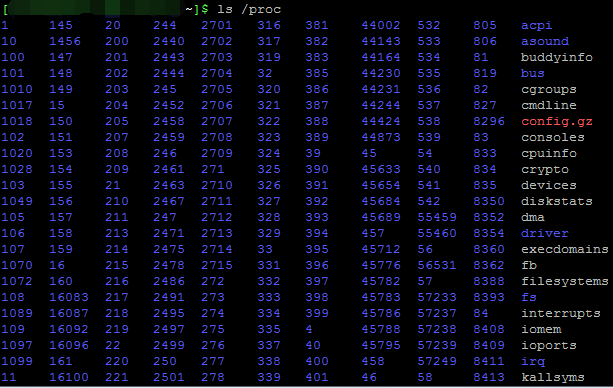 [ ~]$ ls /proc
1 145 20 244 2701 316 381 44002 532 805 acpi
10 1456 200 2440 2702 317 382 44143 533 806 asound
100 147 201 2443 2703 319 383 44164 534 81 buddyinfo
101 148 202 2444 2704 32 385 44230 535 819 bus
1010 149 203 245 2705 320 386 44231 536 82 cgroups
1017 15 204 2452 2706 321 387 44244 537 827 cmdline
1018 150 205 2458 2707 322 388 44424 538 8296 config.gz
102 151 207 2459 2708 323 389 44873 539 83 consoles
1020 153 208 246 2709 324 39 45 54 833 cpuinfo
1028 154 209 2461 271 325 390 45633 540 834 crypto
103 155 21 2463 2710 326 391 45654 541 835 devices
1049 156 210 2467 2711 327 392 45684 542 8350 diskstats
105 157 211 247 2712 328 393 45689 55459 8352 dma
106 158 213 2471 2713 329 394 457 55460 8354 driver
107 159 214 2475 2714 33 395 45712 56 8360 execdomains
1070 16 215 2478 2715 331 396 45776 56531 8362 fb
1072 160 216 2486 272 332 397 45782 57 8388 filesystems
108 16083 217 2491 273 333 398 45783 57233 8393 fs
1089 16087 218 2495 274 334 399 45786 57237 84 interrupts
109 16092 219 2497 275 335 4 45788 57238 8408 iomem
1097 16096 22 2499 276 337 40 45795 57239 8409 ioports
1099 161 220 250 277 338 400 458 57249 8411 irq
11 16100 221 2501 278 339 401 46 58 8413 kallsyms